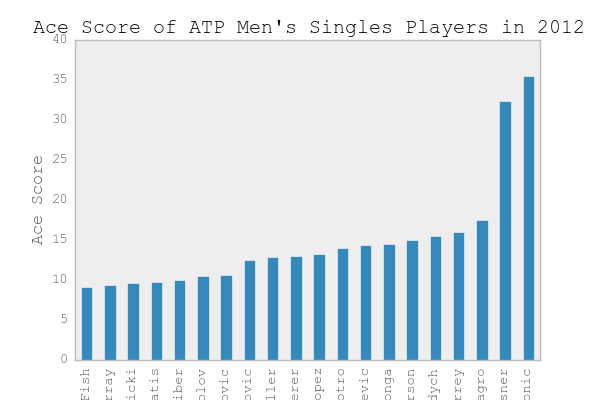 Ace Score of ATP Men's Singles Players in 2012
Ace Score
40
35
30
25
20
15
10
5
0
Fish
rray
icki
atis
iber
olov
ovic
ovic
ller
erer
opez
otro
evic
onga
rson
dych
rrey
agro
sner
onic